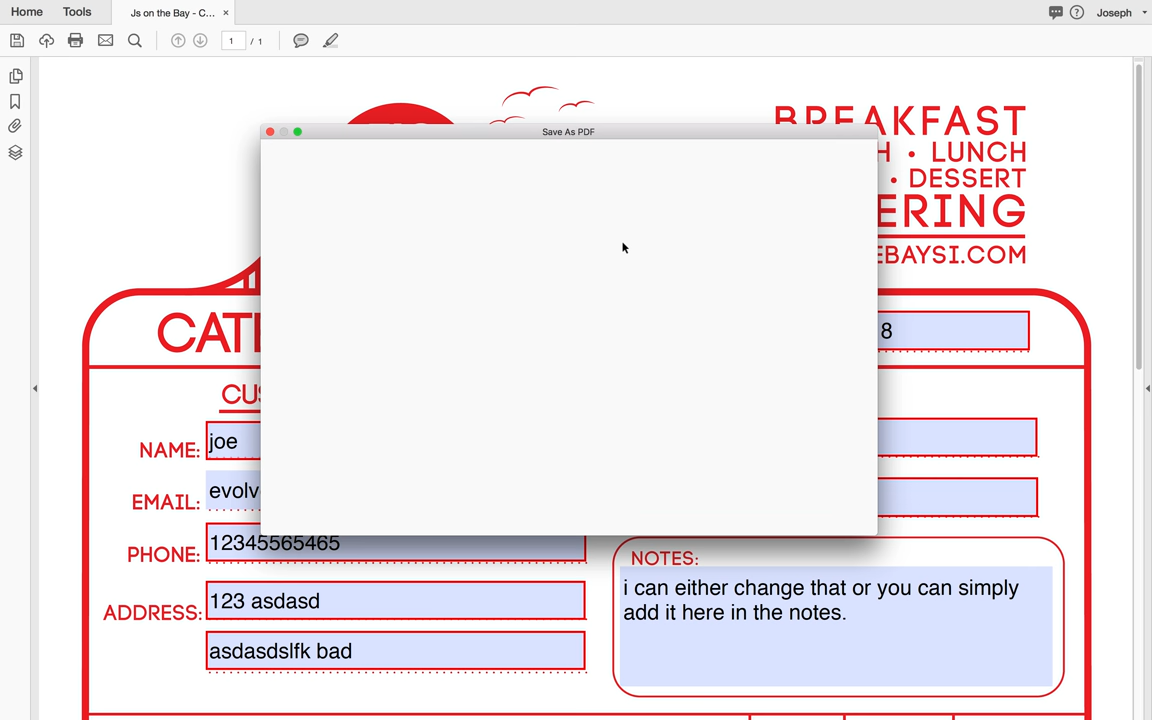 Home Tools Js on the Bay - C... × Joseph
1 / 1
BREAKFAST
H • LUNCH
• DESSERT
ERING
EBAYSI.COM
Save As PDF
CATE
8
CUS
NAME: joe
EMAIL: evolv
PHONE: 12345565465
ADDRESS: 123 asdasd
asdasdslfk bad
NOTES:
i can either change that or you can simply
add it here in the notes.